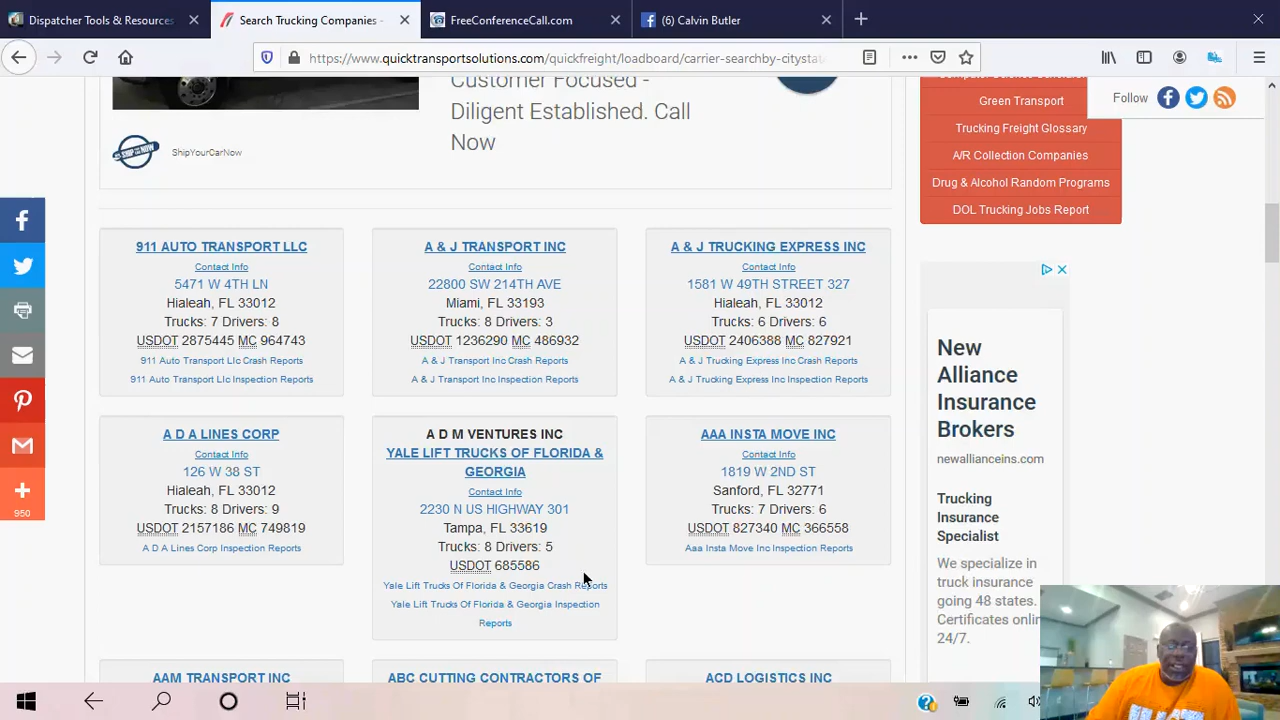 Dispatcher Tools & Resources
Search Trucking Companies -
FreeConferenceCall.com
(6) Calvin Butler
https://www.quicktransportsolutions.com/quickfreight/loadboard/carrier-searchby-citystat
Customer Focused -
Diligent Established. Call
Now
SHIP
YOUR CAR
NOW
ShipYourCarNow
Green Transport
Trucking Freight Glossary
A/R Collection Companies
Drug & Alcohol Random Programs
DOL Trucking Jobs Report
Follow
950
911 AUTO TRANSPORT LLC
Contact Info
5471 W 4TH LN
Hialeah, FL 33012
Trucks: 7 Drivers: 8
USDOT 2875445 MC 964743
911 Auto Transport Llc Crash Reports
911 Auto Transport Llc Inspection Reports
A & J TRANSPORT INC
Contact Info
22800 SW 214TH AVE
Miami, FL 33193
Trucks: 8 Drivers: 3
USDOT 1236290 MC 486932
A & J Transport Inc Crash Reports
A & J Transport Inc Inspection Reports
A & J TRUCKING EXPRESS INC
Contact Info
1581 W 49TH STREET 327
Hialeah, FL 33012
Trucks: 6 Drivers: 6
USDOT 2406388 MC 827921
A & J Trucking Express Inc Crash Reports
A & J Trucking Express Inc Inspection Reports
A D A LINES CORP
Contact Info
126 W 38 ST
Hialeah, FL 33012
Trucks: 8 Drivers: 9
USDOT 2157186 MC 749819
A D A Lines Corp Inspection Reports
A D M VENTURES INC
YALE LIFT TRUCKS OF FLORIDA &
GEORGIA
Contact Info
2230 N US HIGHWAY 301
Tampa, FL 33619
Trucks: 8 Drivers: 5
USDOT 685586
Yale Lift Trucks Of Florida & Georgia Crash Reports
Yale Lift Trucks Of Florida & Georgia Inspection
Reports
AAA INSTA MOVE INC
Contact Info
1819 W 2ND ST
Sanford, FL 32771
Trucks: 7 Drivers: 6
USDOT 827340 MC 366558
Aaa Insta Move Inc Inspection Reports
AAM TRANSPORT INC
ABC CUTTING CONTRACTORS OF
ACD LOGISTICS INC
New
Alliance
Insurance
Brokers
newallianceins.com
Trucking
Insurance
Specialist
We specialize in
truck insurance
going 48 states.
Certificates onlin
24/7.